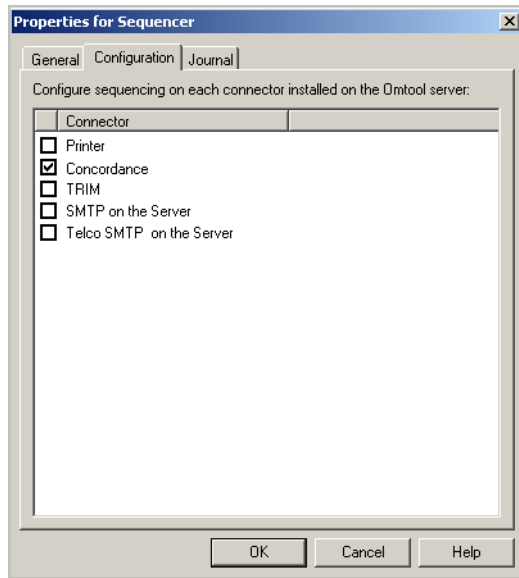 Properties for Sequencer
General Configuration Journal
Configure sequencing on each connector installed on the Omtool server:
Connector
Printer
Concordance
TRIM
SMTP on the Server
Telco SMTP  on the Server
OK Cancel Help